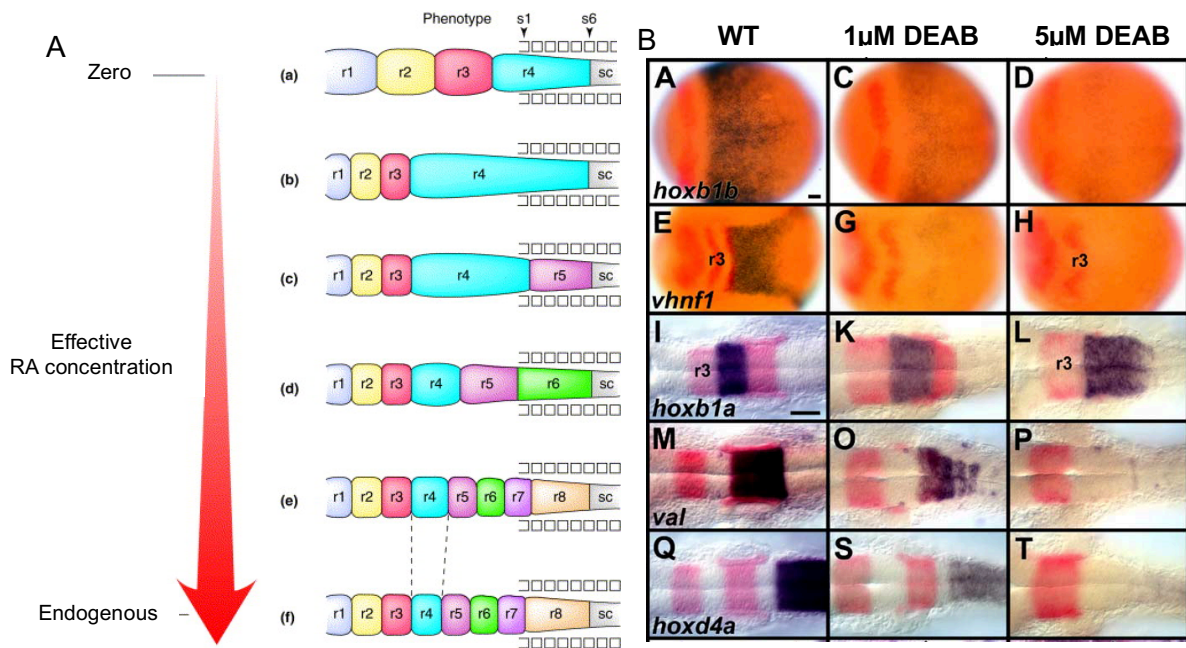 A
Phenotype
s1
s6
Zero
(a)
r1 r2 r3 r4 sc
(b)
r1 r2 r3 r4 sc
(c)
r1 r2 r3 r4 r5 sc
Effective
RA concentration
(d)
r1 r2 r3 r4 r5 r6 sc
(e)
r1 r2 r3 r4 r5 r6 r7 r8 sc
Endogenous
(f)
r1 r2 r3 r4 r5 r6 r7 r8 sc
B
WT 1µM DEAB 5µM DEAB
A C D
hoxb1b
E G H
r3 r3
vhnf1
I K L
r3 r3
hoxb1a
M O P
val
Q S T
hoxd4a